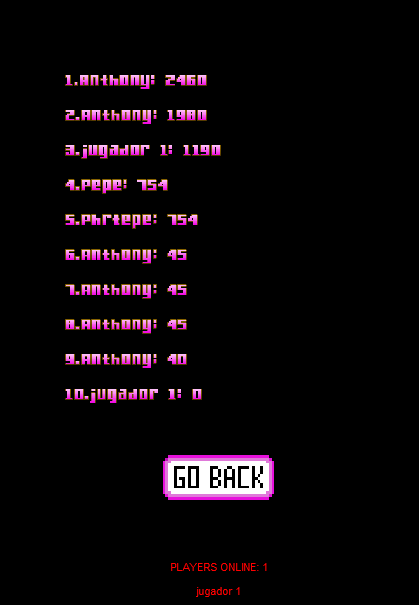 1.Anthony: 2460
2.Anthony: 1980
3.jugador 1: 1190
4.Pepe: 754
5.Phrtepe: 754
6.Anthony: 45
7.Anthony: 45
8.Anthony: 45
9.Anthony: 40
10.jugador 1: 0
GO BACK
PLAYERS ONLINE: 1
jugador 1